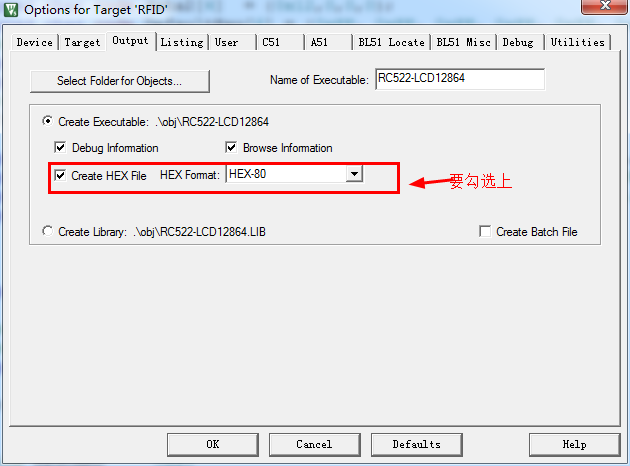 Options for Target 'RFID'
Device Target Output Listing User C51 A51 BL51 Locate BL51 Misc Debug Utilities
Select Folder for Objects... Name of Executable: RC522-LCD12864
Create Executable: .\obj\RC522-LCD12864
Debug Information Browse Information
Create HEX File HEX Format: HEX-80 要勾选上
Create Library: .\obj\RC522-LCD12864.LIB Create Batch File
OK Cancel Defaults Help